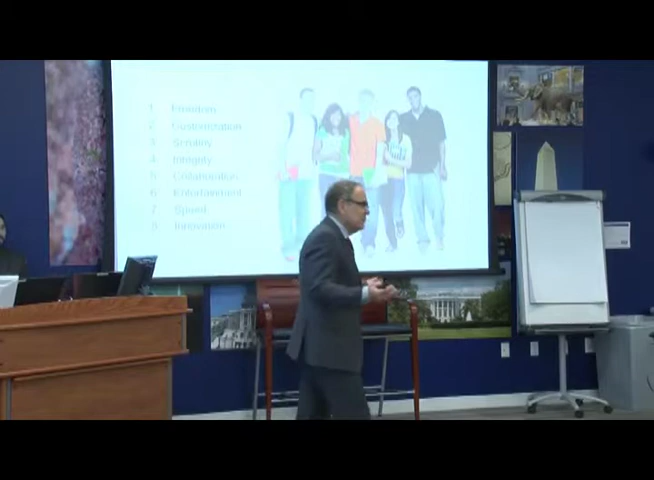 1 Freedom
2 Customization
3 Scrutiny
4 Integrity
5 Collaboration
6 Entertainment
7 Speed
8 Innovation